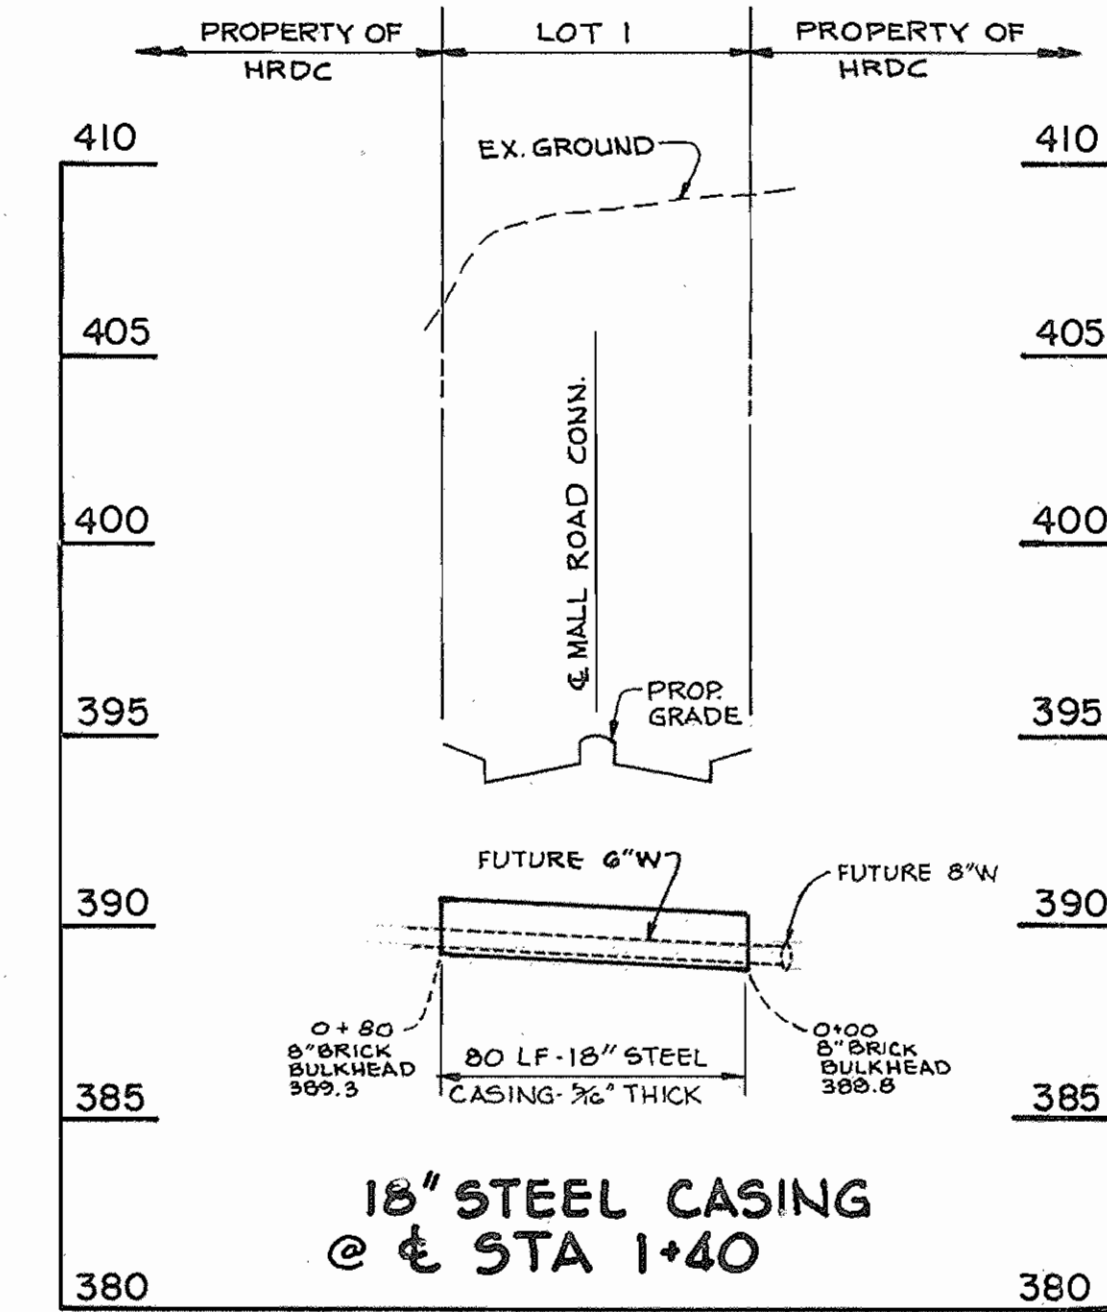 PROPERTY OF
HRDC
LOT 1
PROPERTY OF
HRDC
410
410
EX. GROUND
405
405
℄ MALL ROAD CONN.
400
400
PROP.
GRADE
395
395
FUTURE 6"W
FUTURE 8"W
390
390
0+80
8" BRICK
BULKHEAD
389.3
80 LF-18" STEEL
CASING- 5/16" THICK
0+00
8" BRICK
BULKHEAD
388.8
385
385
18" STEEL CASING
@ ℄ STA 1+40
380
380